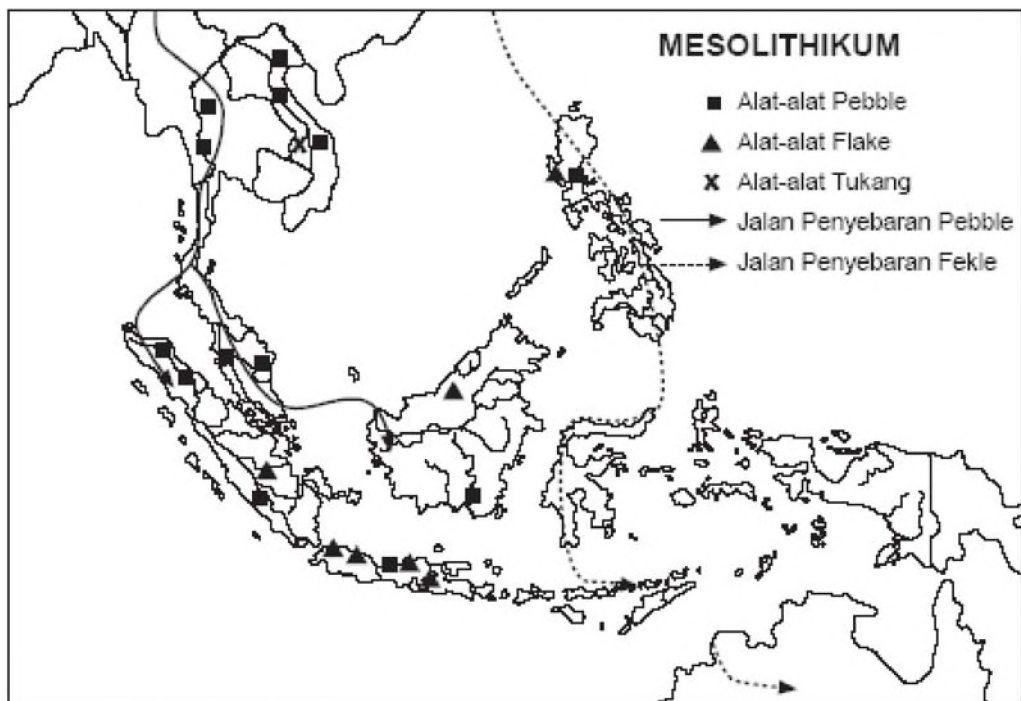 MESOLITHIKUM
Alat-alat Pebble
Alat-alat Flake
Alat-alat Tukang
Jalan Penyebaran Pebble
Jalan Penyebaran Fekle